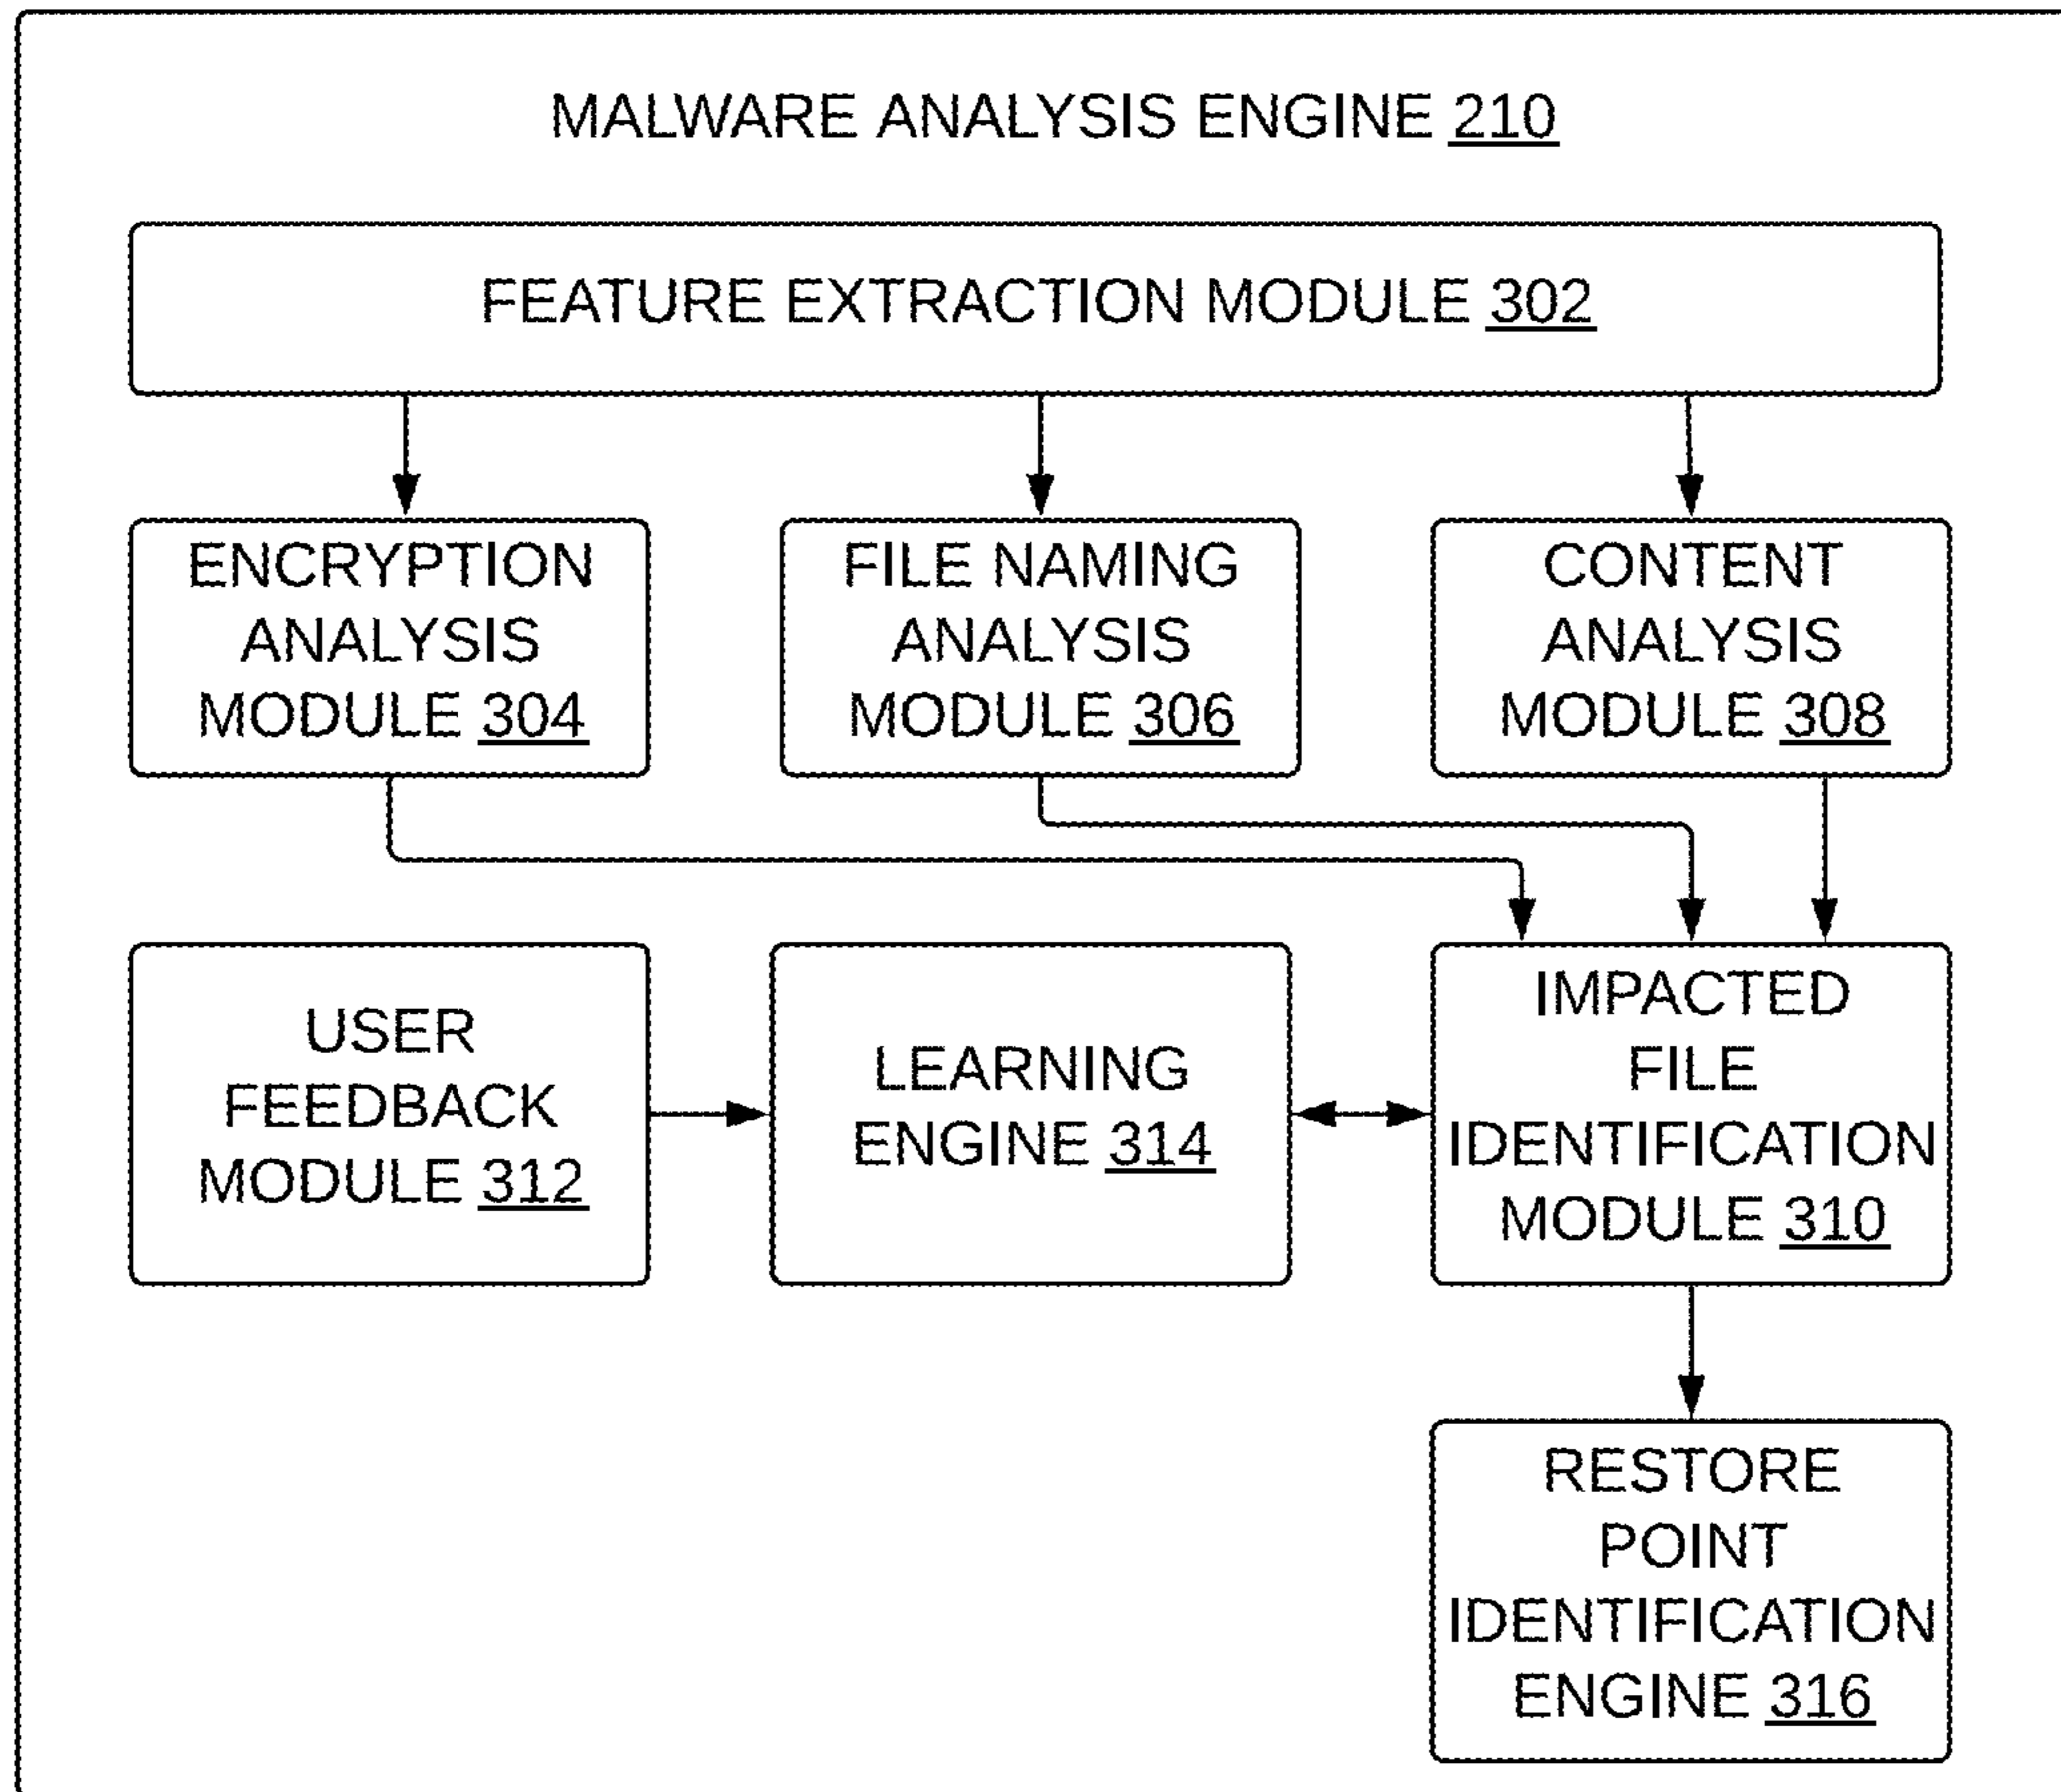 MALWARE ANALYSIS ENGINE 210
FEATURE EXTRACTION MODULE 302
ENCRYPTION
ANALYSIS
MODULE 304
FILE NAMING
ANALYSIS
MODULE 306
CONTENT
ANALYSIS
MODULE 308
USER
FEEDBACK
MODULE 312
LEARNING
ENGINE 314
IMPACTED
FILE
IDENTIFICATION
MODULE 310
RESTORE
POINT
IDENTIFICATION
ENGINE 316